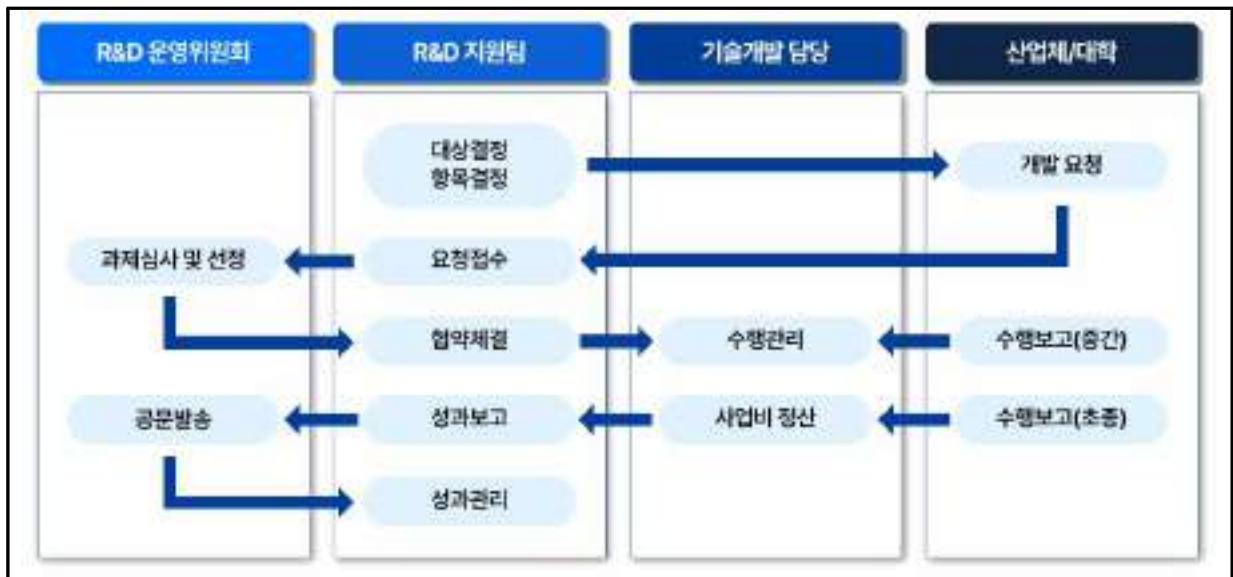 R&D 운영위원회
R&D 지원팀
기술개발 담당
산업체/대학
대상결정
항목결정
개발 요청
과제심사 및 선정
요청접수
협약체결
수행관리
수행보고(중간)
공문발송
성과보고
사업비 정산
수행보고(초종)
성과관리